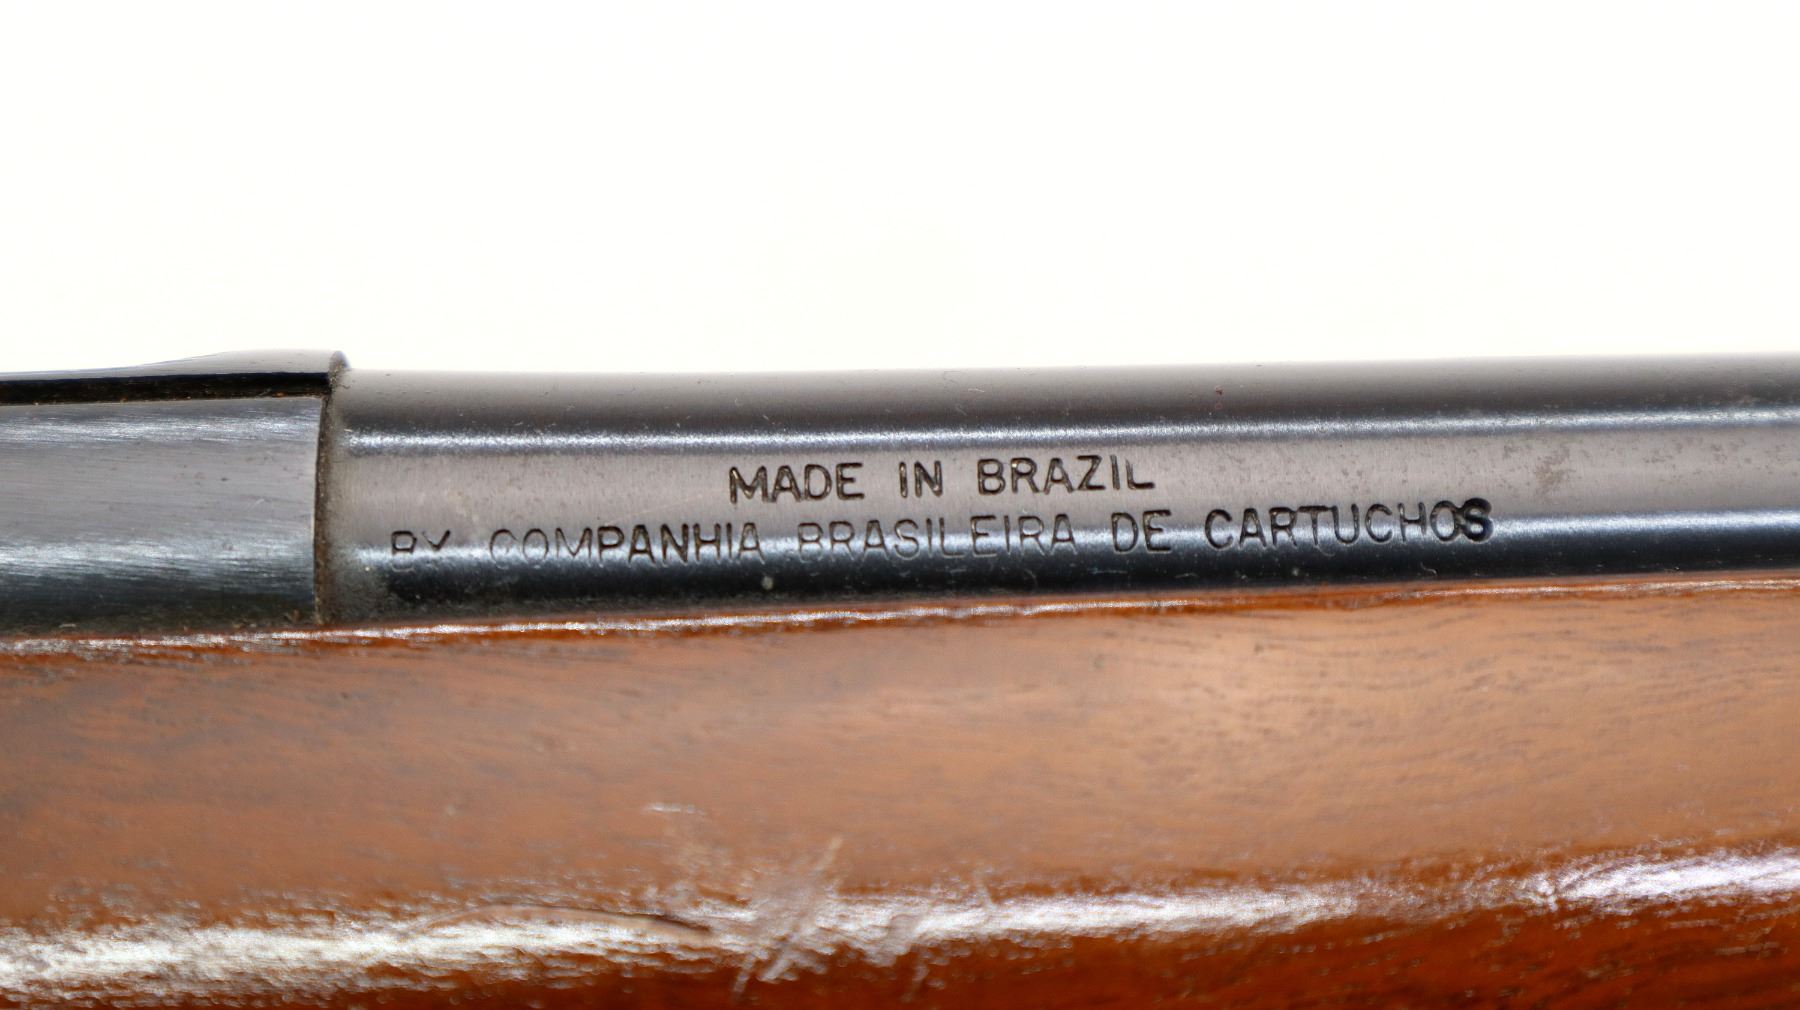 MADE IN BRAZIL
BY COMPANHIA BRASILEIRA DE CARTUCHOS